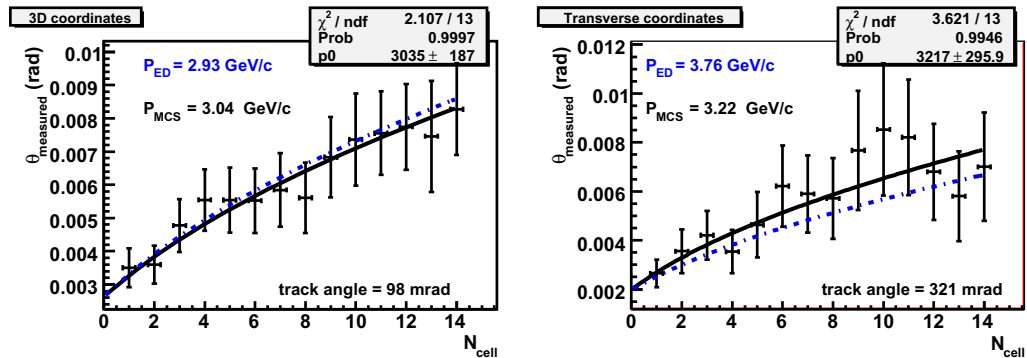 3D coordinates
χ² / ndf 2.107 / 13
Prob 0.9997
p0 3035 ± 187
P_ED = 2.93 GeV/c
P_MCS = 3.04 GeV/c
θ_measured (rad)
0.01
0.009
0.008
0.007
0.006
0.005
0.004
0.003
track angle = 98 mrad
0 2 4 6 8 10 12 14
N_cell
Transverse coordinates
χ² / ndf 3.621 / 13
Prob 0.9946
p0 3217 ± 295.9
P_ED = 3.76 GeV/c
P_MCS = 3.22 GeV/c
θ_measured (rad)
0.012
0.01
0.008
0.006
0.004
0.002
track angle = 321 mrad
0 2 4 6 8 10 12 14
N_cell